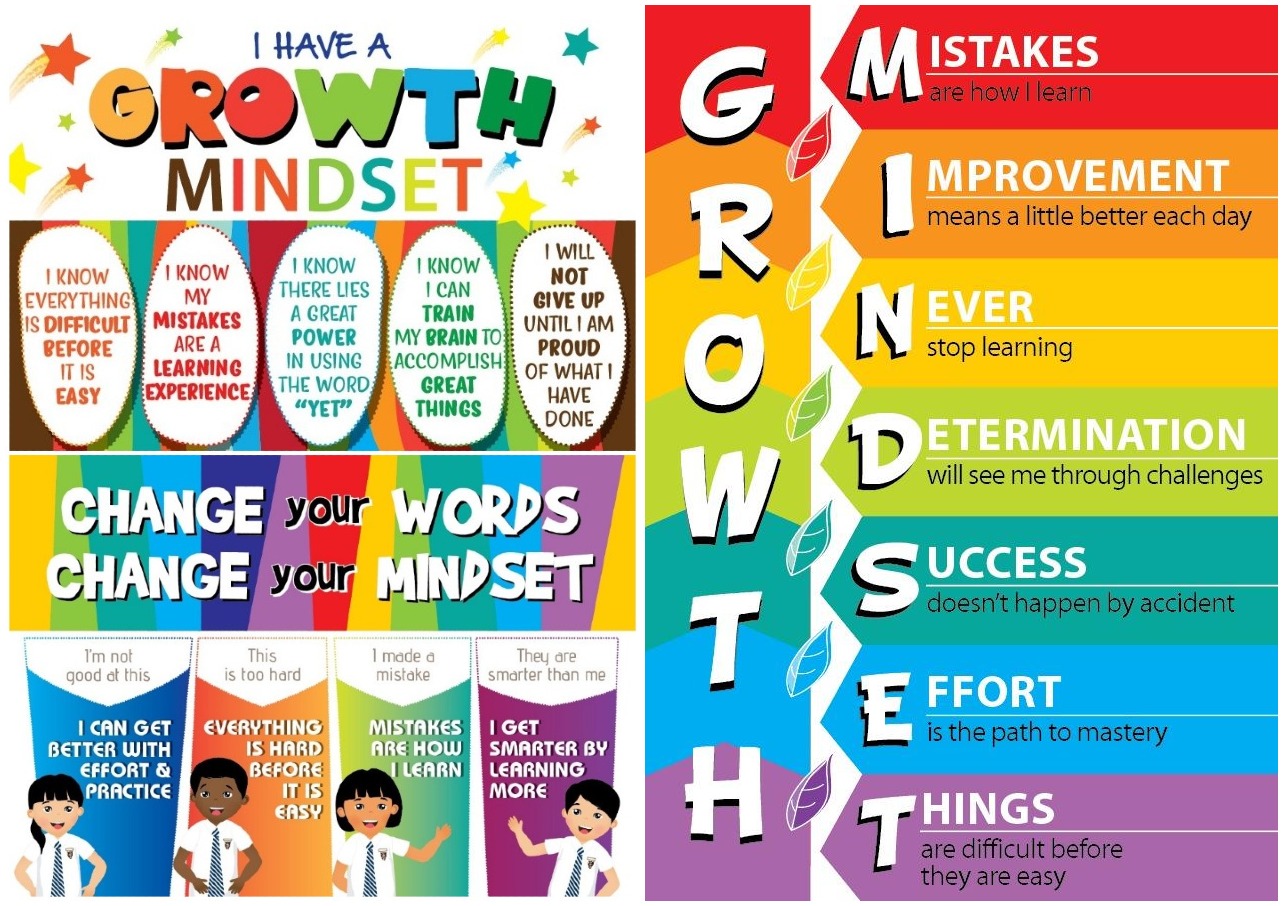 I HAVE A
GROWTH
MINDSET
I KNOW
EVERYTHING
IS DIFFICULT
BEFORE
IT IS
EASY
I KNOW
MY
MISTAKES
ARE A
LEARNING
EXPERIENCE
I KNOW
THERE LIES
A GREAT
POWER
IN USING
THE WORD
“YET”
I KNOW
I CAN
TRAIN
MY BRAIN TO
ACCOMPLISH
GREAT
THINGS
I WILL
NOT
GIVE UP
UNTIL I AM
PROUD
OF WHAT I
HAVE
DONE
CHANGE your WORDS
CHANGE your MINDSET
I'm not
good at this
I CAN GET
BETTER WITH
EFFORT &
PRACTICE
This
is too hard
EVERYTHING
IS HARD
BEFORE
IT IS
EASY
I made a
mistake
MISTAKES
ARE HOW
I LEARN
They are
smarter than me
I GET
SMARTER BY
LEARNING
MORE
GROWTH
MISTAKES
are how I learn
IMPROVEMENT
means a little better each day
NEVER
stop learning
DETERMINATION
will see me through challenges
SUCCESS
doesn't happen by accident
EFFORT
is the path to mastery
THINGS
are difficult before
they are easy